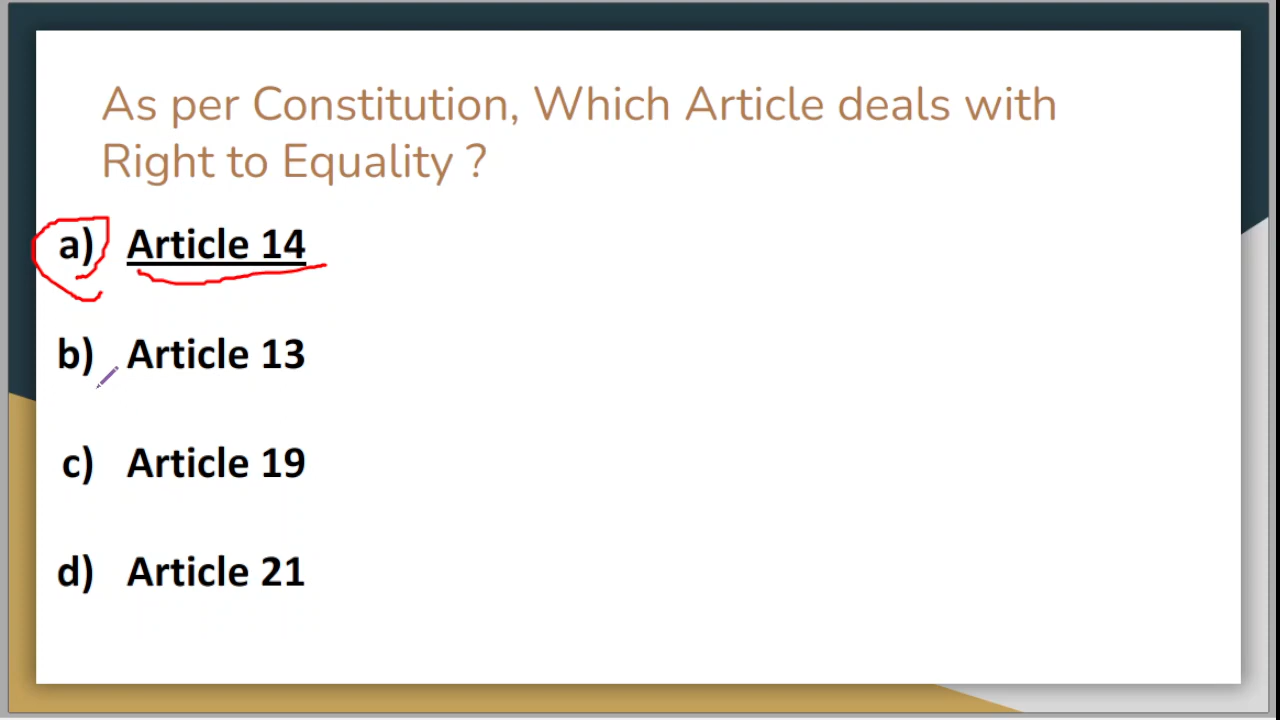 As per Constitution, Which Article deals with
Right to Equality ?
a) Article 14
b) Article 13
c) Article 19
d) Article 21